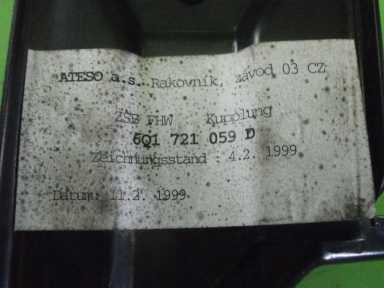 ATESO a.s. Rakovník, závod 03 CZ
ZSB FHW Kupplung
6Q1 721 059 D
Zeichnungsstand : 4.2. 1999
Datum: 11.2. 1999